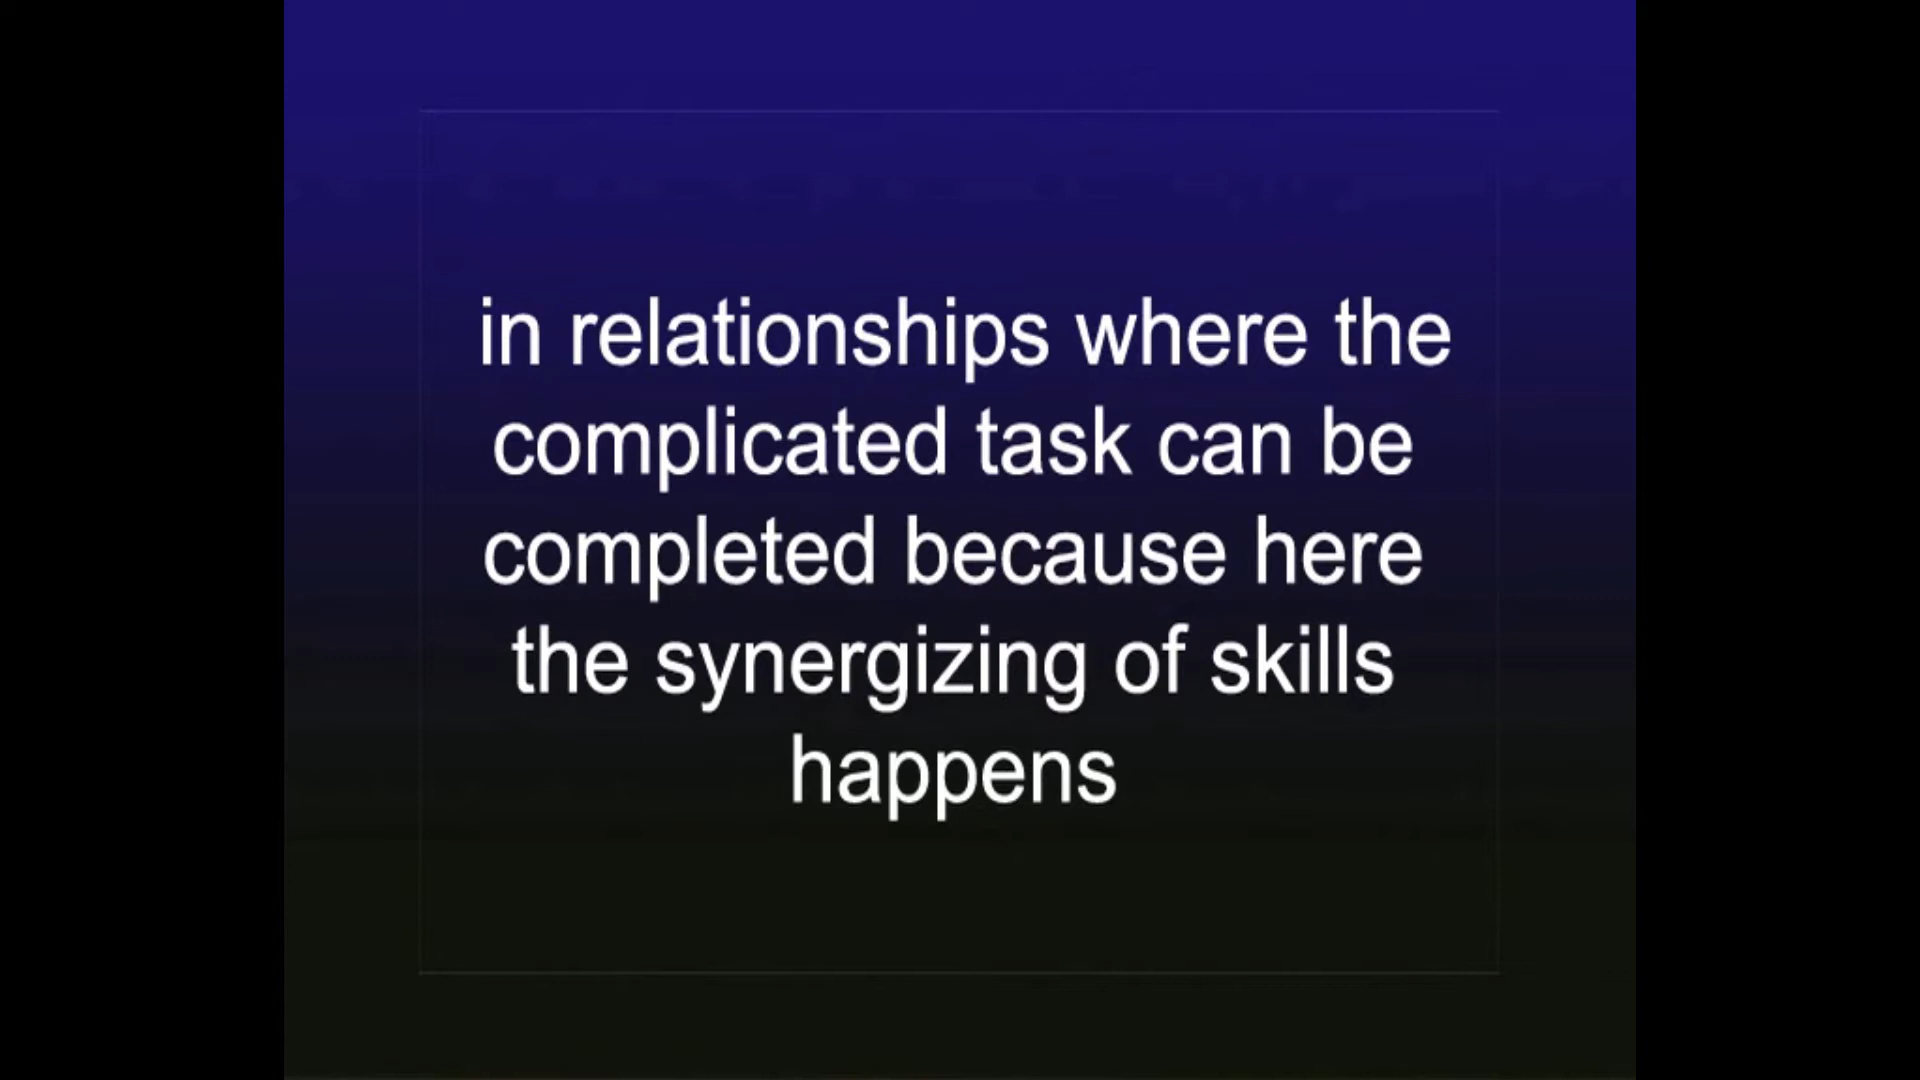 in relationships where the
complicated task can be
completed because here
the synergizing of skills
happens